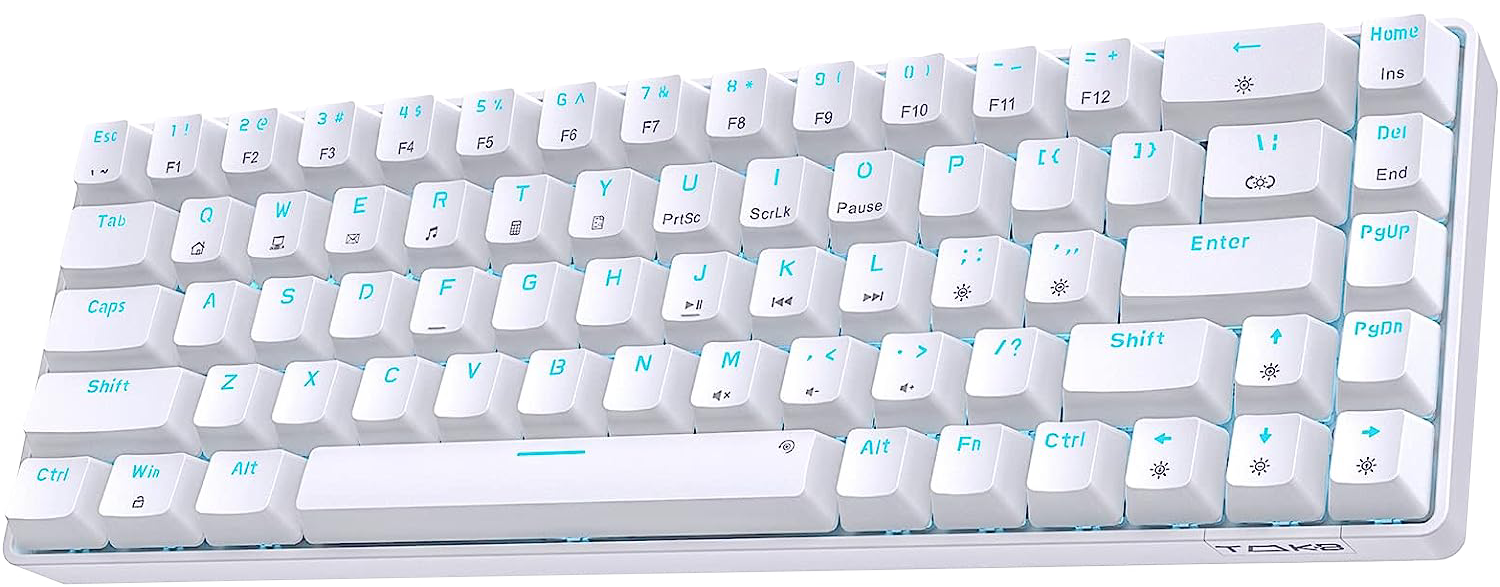 Esc 1 ! 2 @ 3 # 4 $ 5 % 6 ^ 7 & 8 * 9 ( 0 ) - _ = + ← Home
` ~ F1 F2 F3 F4 F5 F6 F7 F8 F9 F10 F11 F12 Ins
Tab Q W E R T Y U I O P [ { ] } \ | Del
PrtSc ScrLk Pause End
Caps A S D F G H J K L ; : ' ,, Enter PgUp
Shift Z X C V B N M , < . > / ? Shift ↑ PgDn
Ctrl Win Alt Alt Fn Ctrl ← ↓ →